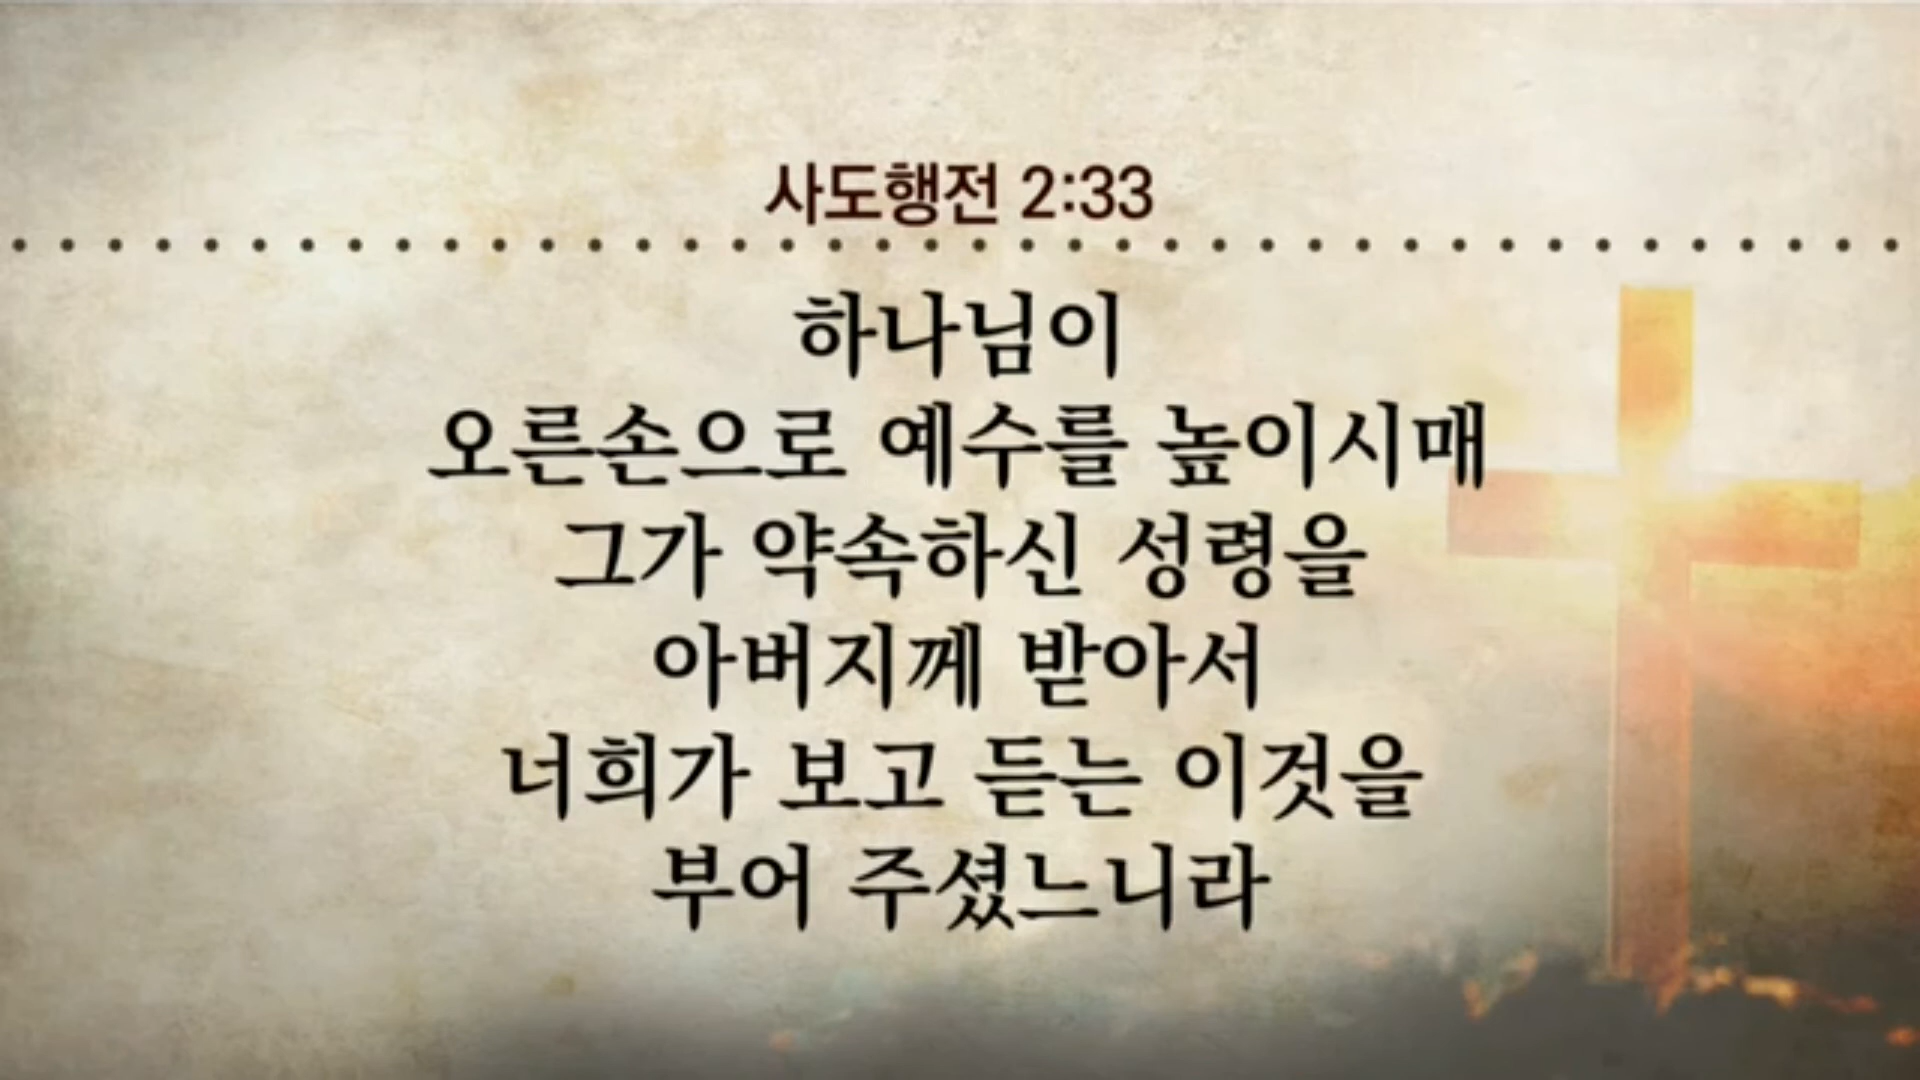 사도행전 2:33
하나님이
오른손으로 예수를 높이시매
그가 약속하신 성령을
아버지께 받아서
너희가 보고 듣는 이것을
부어 주셨느니라